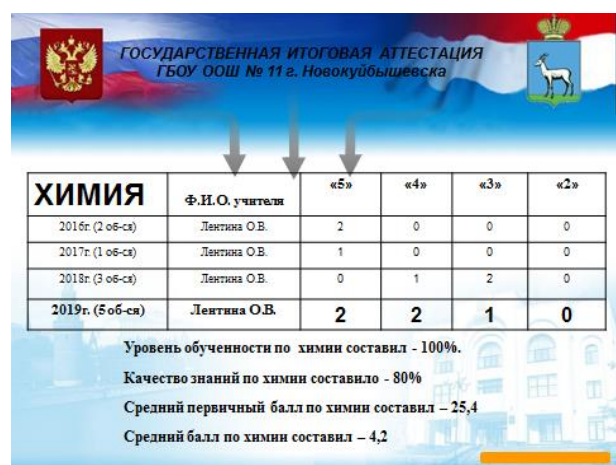 ГОСУДАРСТВЕННАЯ ИТОГОВАЯ АТТЕСТАЦИЯ
ГБОУ ООШ № 11 г. Новокуйбышевска
ХИМИЯ Ф.И.О. учителя «5» «4» «3» «2»
2016г. (2 об-ся) Лентина О.В. 2 0 0 0
2017г. (1 об-ся) Лентина О.В. 1 0 0 0
2018г. (3 об-ся) Лентина О.В. 0 1 2 0
2019г. (5об-ся) Лентина О.В. 2 2 1 0
Уровень обученности по химии составил - 100%.
Качество знаний по химии составило - 80%
Средний первичный балл по химии составил – 25,4
Средний балл по химии составил – 4,2